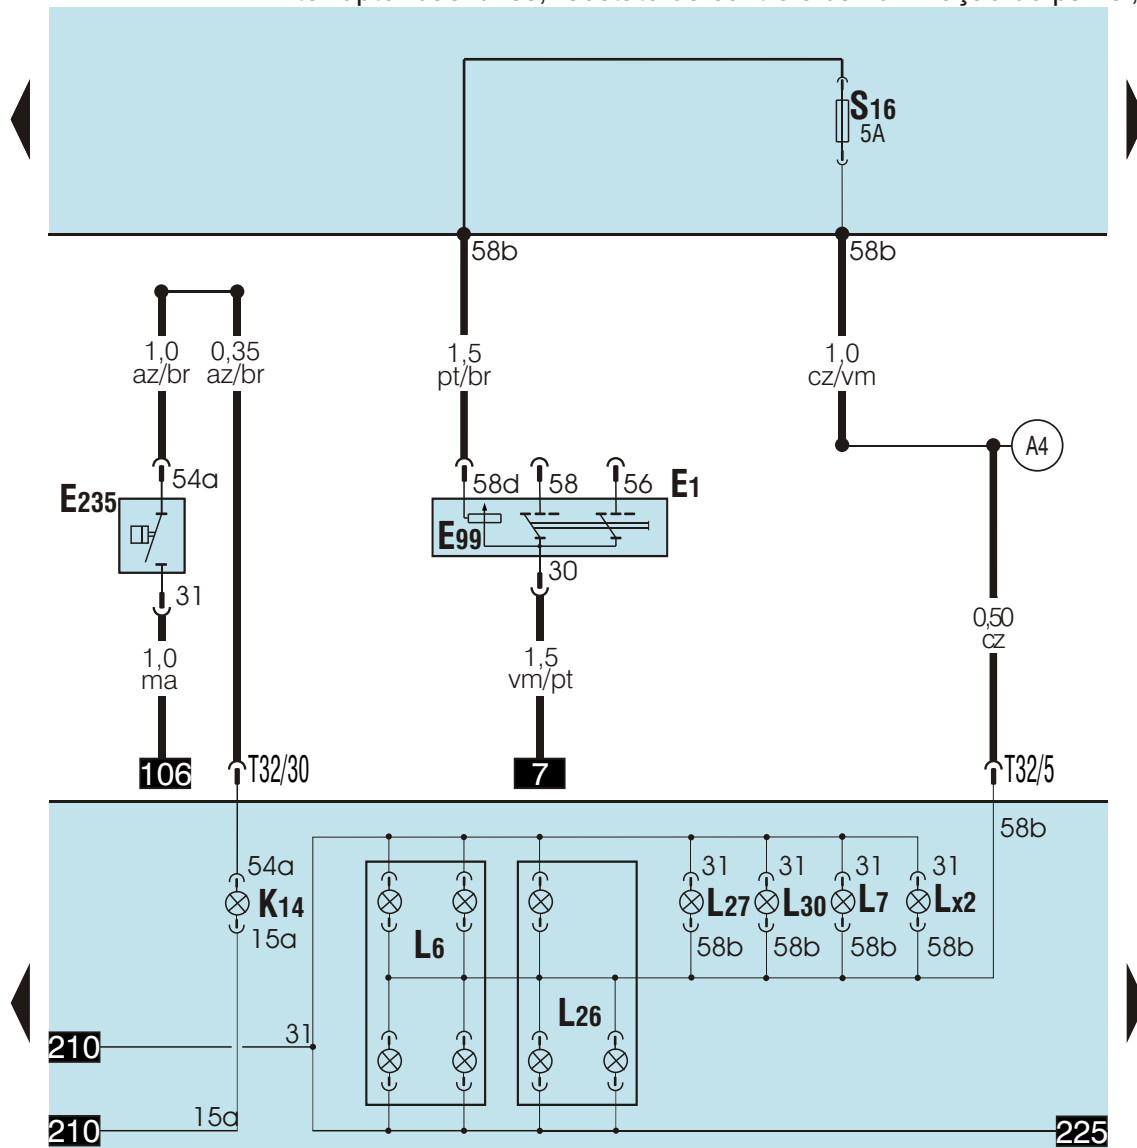 S16
5A
58b
58b
1,0
az/br
0,35
az/br
1,5
pt/br
1,0
cz/vm
A4
54a
58d
58
56
E1
E235
E99
31
30
1,0
ma
1,5
vm/pt
0,50
cz
106
T32/30
7
T32/5
58b
54a
31
31
31
31
K14
L27
L30
L7
Lx2
15a
L6
58b
58b
58b
58b
L26
210
31
210
15a
225